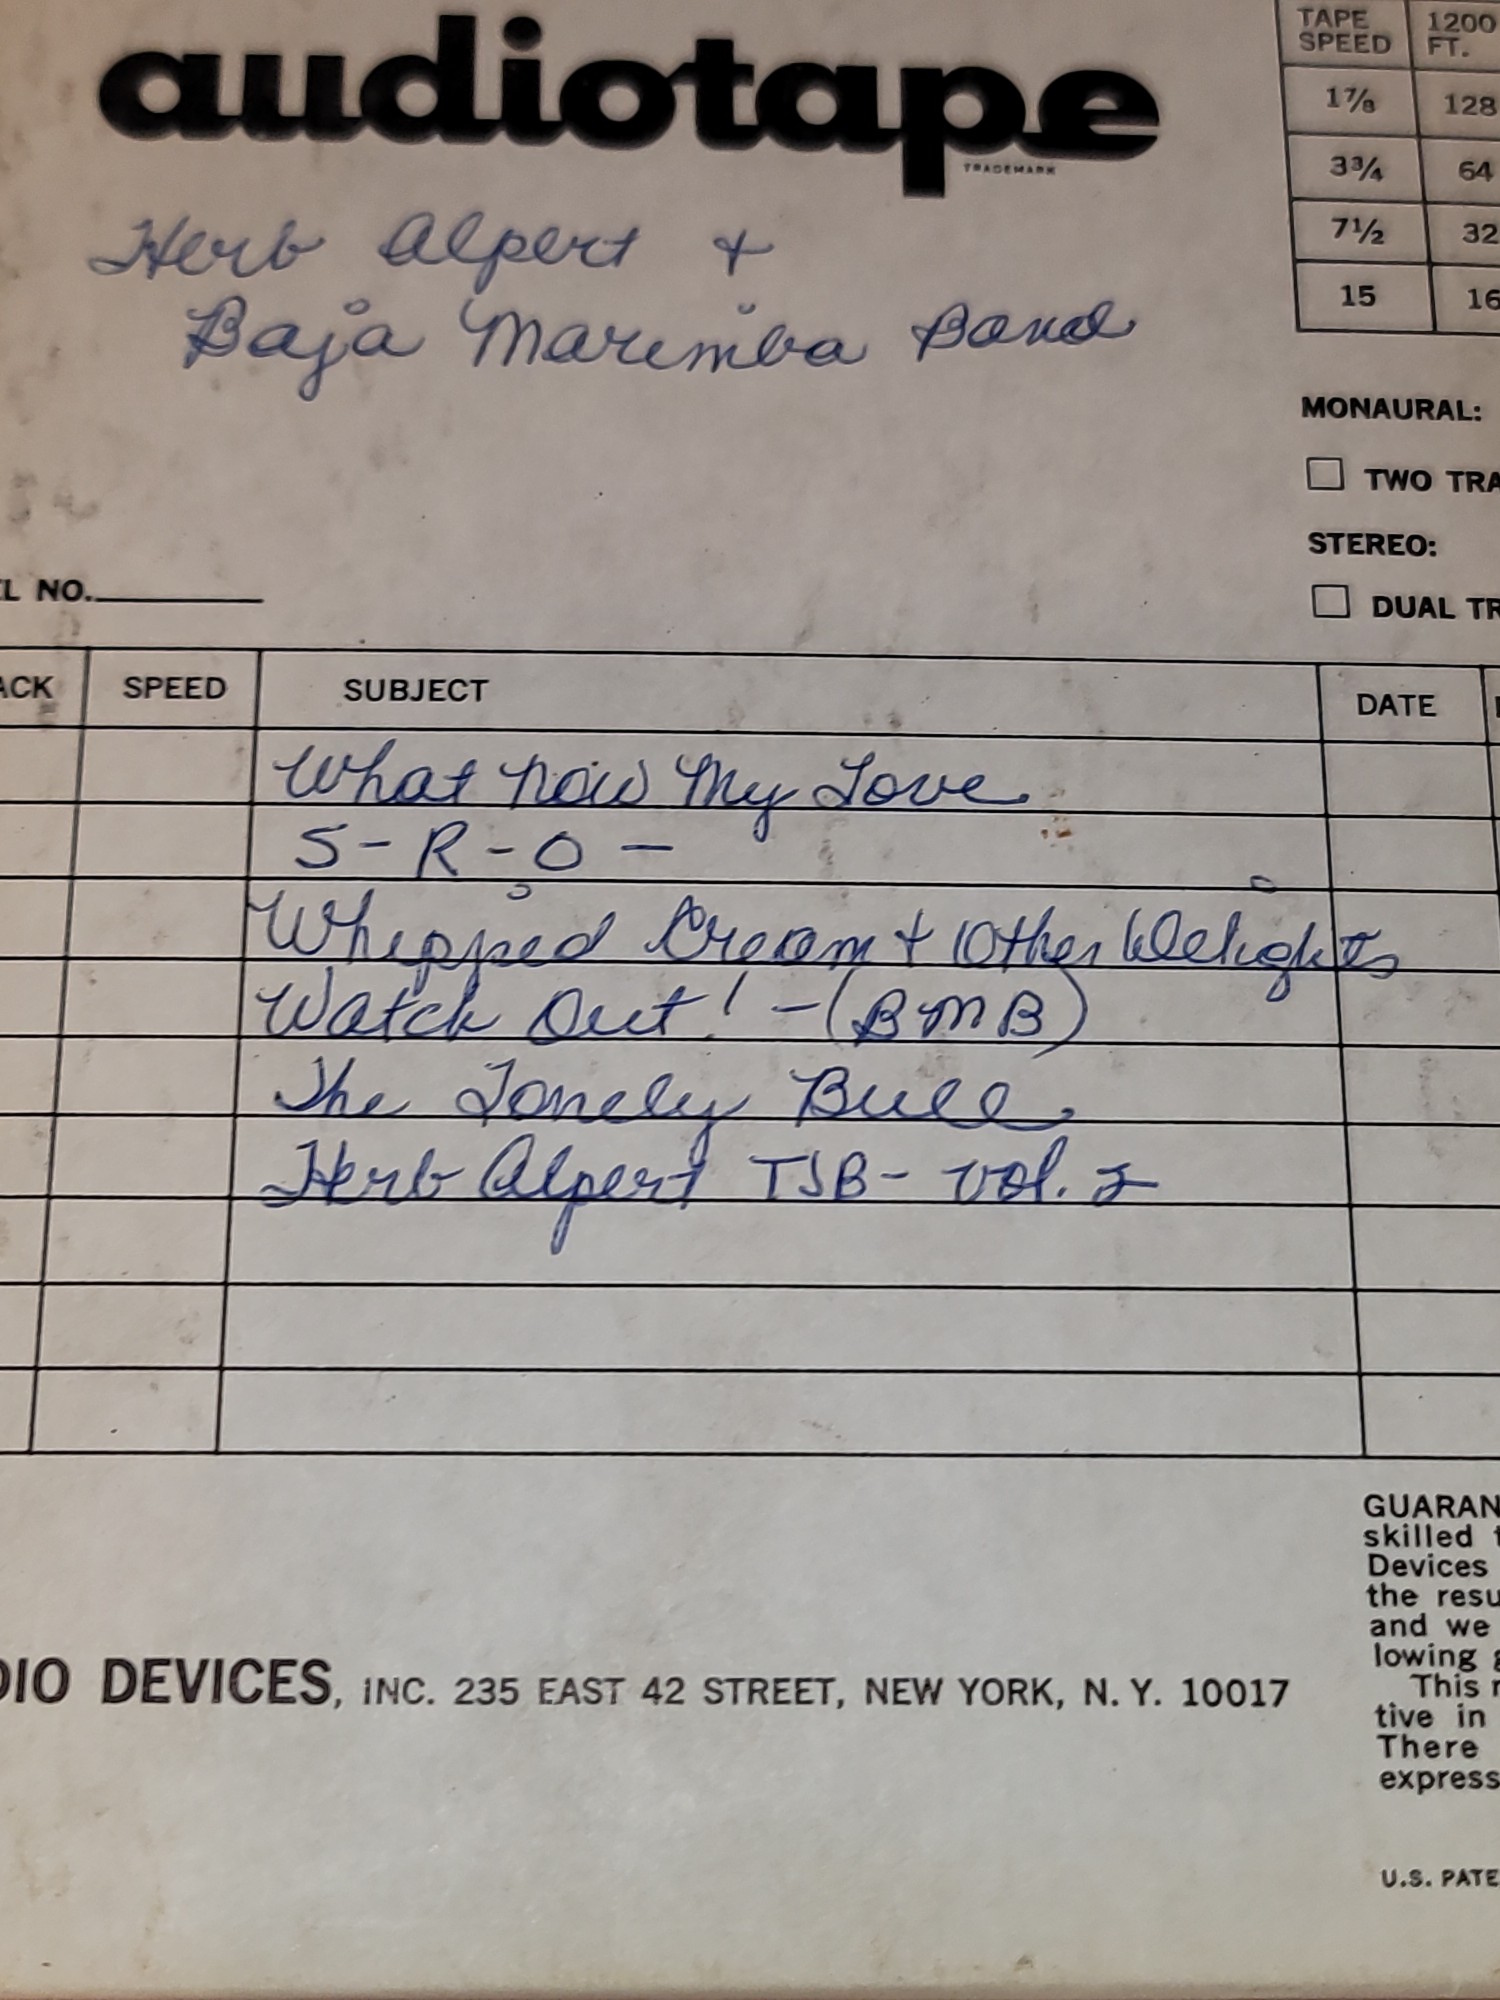 audiotape
TRADEMARK
TAPE SPEED 1200 FT.
1⅞ 128
3¾ 64
7½ 32
15 16
Herb Alpert +
Baja Marimba Band
MONAURAL:
☐ TWO TRA
STEREO:
☐ DUAL TR
L NO.
ACK SPEED SUBJECT DATE
What Now My Love
S-R-O-
Whipped Cream + Other Delights
Watch Out! -(BMB)
The Lonely Bull
Herb Alpert TJB- Vol. 2
DIO DEVICES, INC. 235 EAST 42 STREET, NEW YORK, N.Y. 10017
GUARAN
skilled t
Devices
the resu
and we
lowing g
This r
tive in
There
express
U.S. PATE